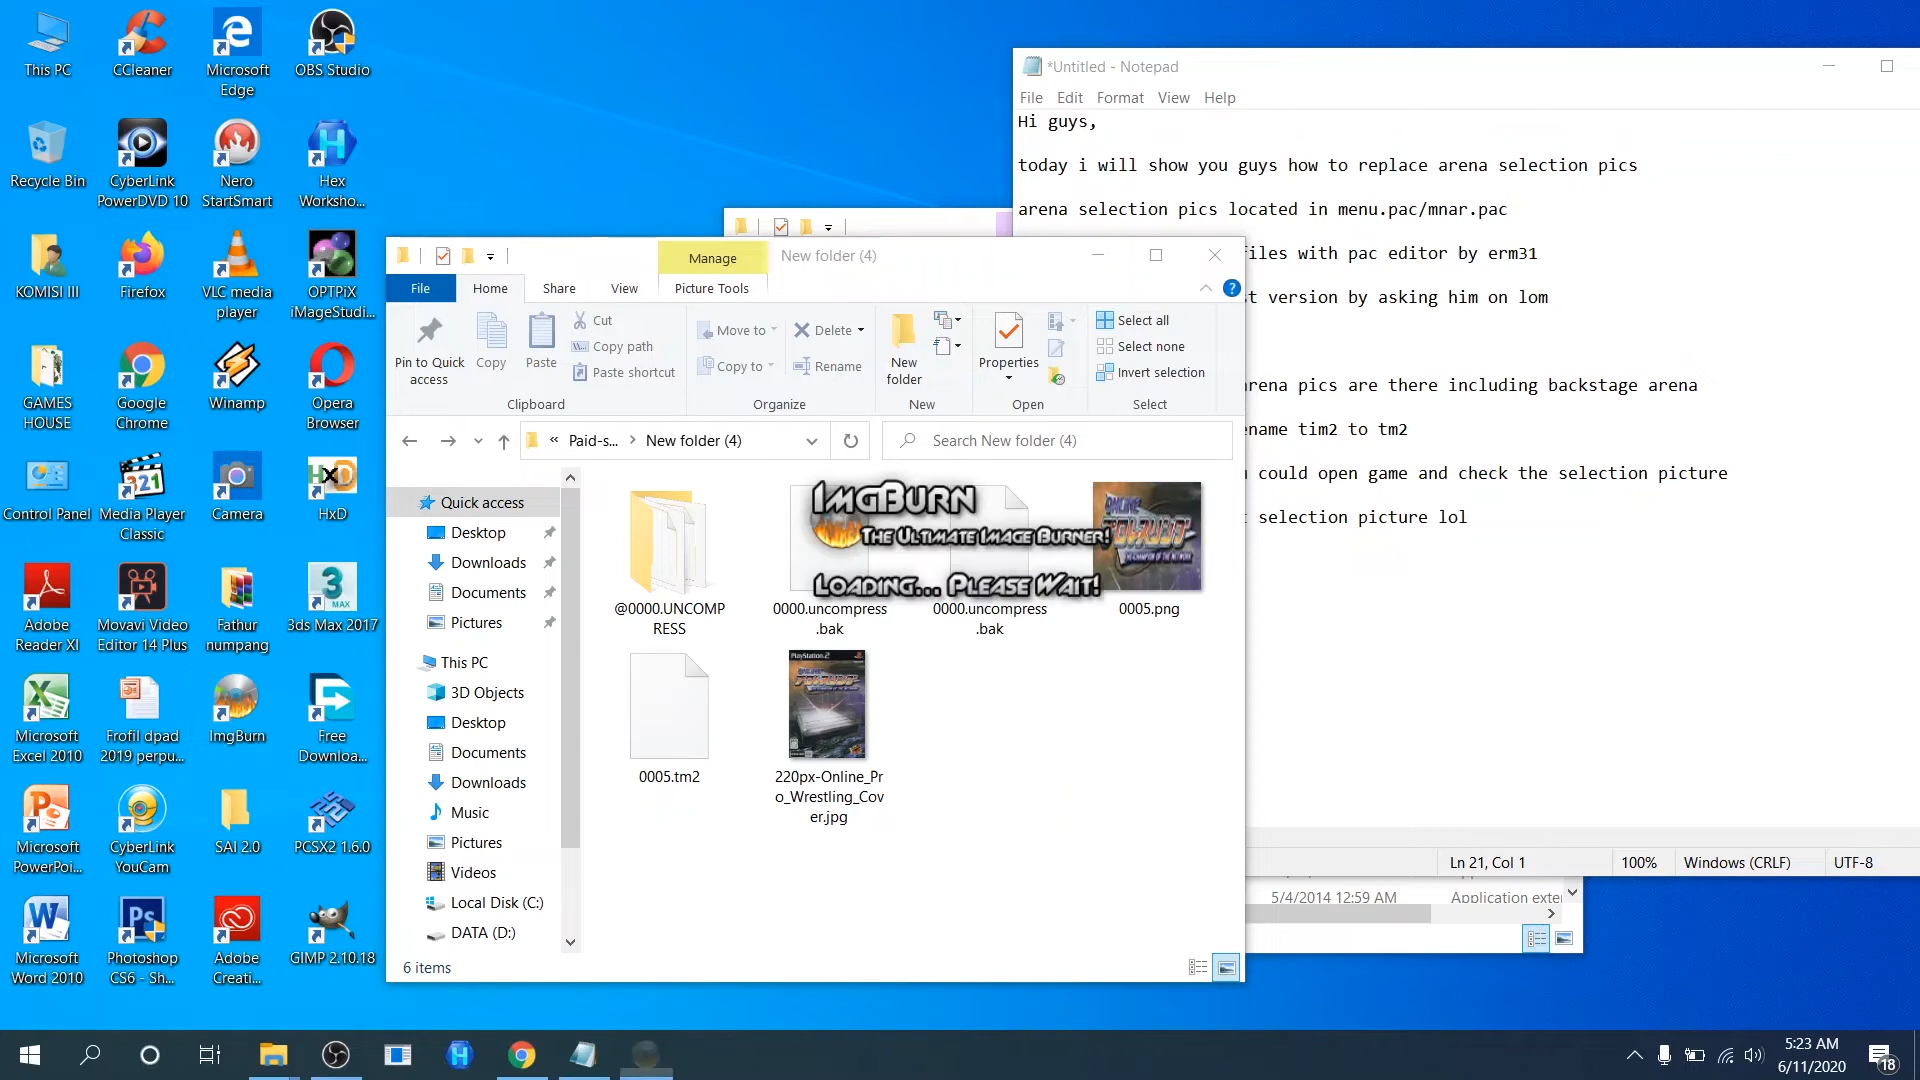 This PC
CCleaner
Microsoft
Edge
OBS Studio
Recycle Bin
CyberLink
PowerDVD 10
Nero
StartSmart
Hex
Worksho...
KOMISI III
Firefox
VLC media
player
OPTPiX
iMageStudi...
GAMES
HOUSE
Google
Chrome
Winamp
Opera
Browser
Control Panel
Media Player
Classic
Camera
HxD
Adobe
Reader XI
Movavi Video
Editor 14 Plus
Fathur
numpang
3ds Max 2017
Microsoft
Excel 2010
Frofil dpad
2019 perpu...
ImgBurn
Free
Downloa...
Microsoft
PowerPoi...
CyberLink
YouCam
SAI 2.0
PCSX2 1.6.0
Microsoft
Word 2010
Photoshop
CS6 - Sh...
Adobe
Creati...
GIMP 2.10.18
*Untitled - Notepad
File Edit Format View Help
Hi guys,
today i will show you guys how to replace arena selection pics
arena selection pics located in menu.pac/mnar.pac
files with pac editor by erm31
t version by asking him on lom
arena pics are there including backstage arena
ename tim2 to tm2
u could open game and check the selection picture
t selection picture lol
Ln 21, Col 1
100%
Windows (CRLF)
UTF-8
5/4/2014 12:59 AM
Application exte
Manage
New folder (4)
File
Home
Share
View
Picture Tools
Pin to Quick
access
Copy
Paste
Cut
Copy path
Paste shortcut
Clipboard
Move to
Copy to
Delete
Rename
Organize
New
folder
New
Properties
Open
Select all
Select none
Invert selection
Select
« Paid-s... > New folder (4)
Search New folder (4)
Quick access
Desktop
Downloads
Documents
Pictures
This PC
3D Objects
Desktop
Documents
Downloads
Music
Pictures
Videos
Local Disk (C:)
DATA (D:)
@0000.UNCOMP
RESS
0000.uncompress
.bak
0000.uncompress
.bak
0005.png
ImgBurn
The Ultimate Image Burner!
Loading... Please Wait!
0005.tm2
PlayStation 2
220px-Online_Pr
o_Wrestling_Cov
er.jpg
6 items
5:23 AM
6/11/2020
18